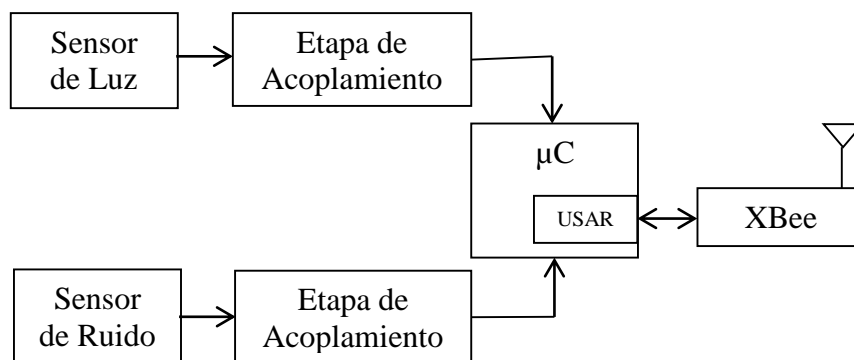 Sensor
de Luz
Etapa de
Acoplamiento
µC
USAR
XBee
Sensor
de Ruido
Etapa de
Acoplamiento